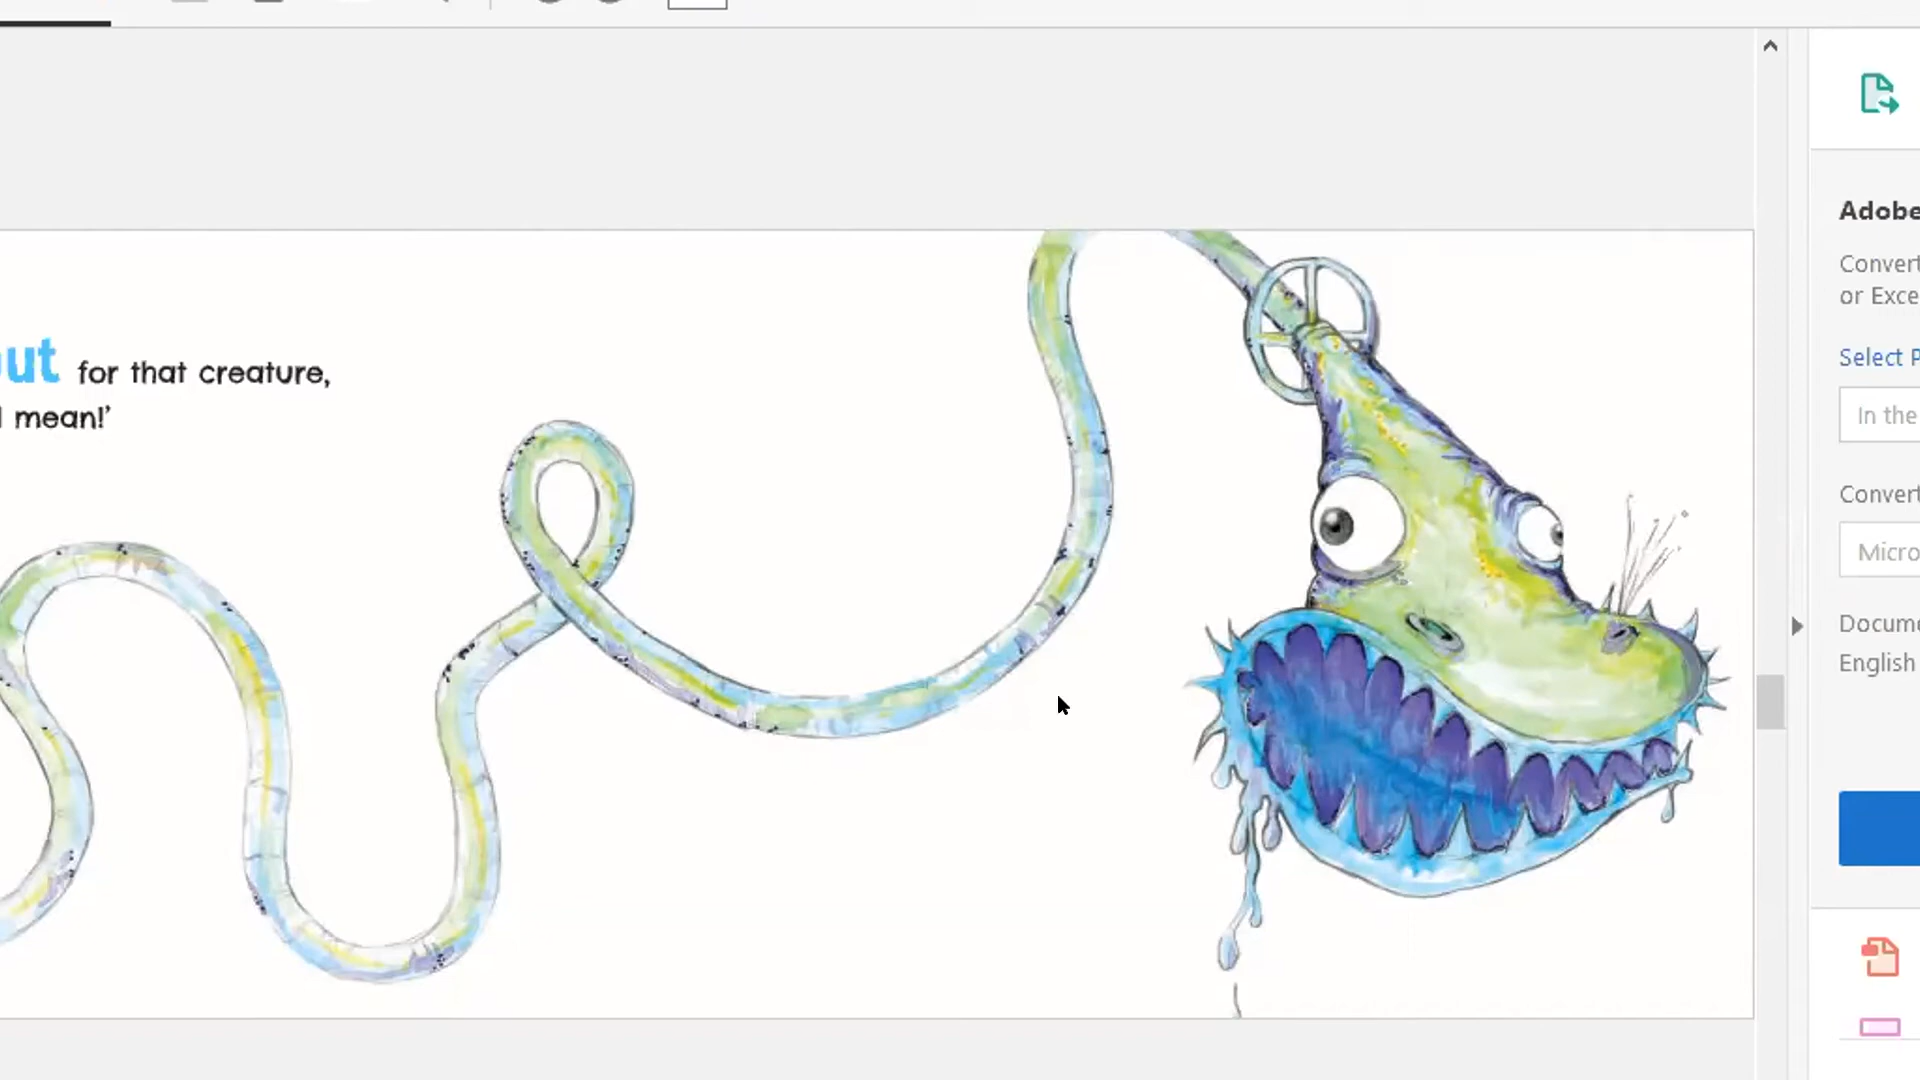 ut for that creature,
I mean!’
Adobe
Convert
or Exce
Select P
In the
Convert
Micro
Docume
English